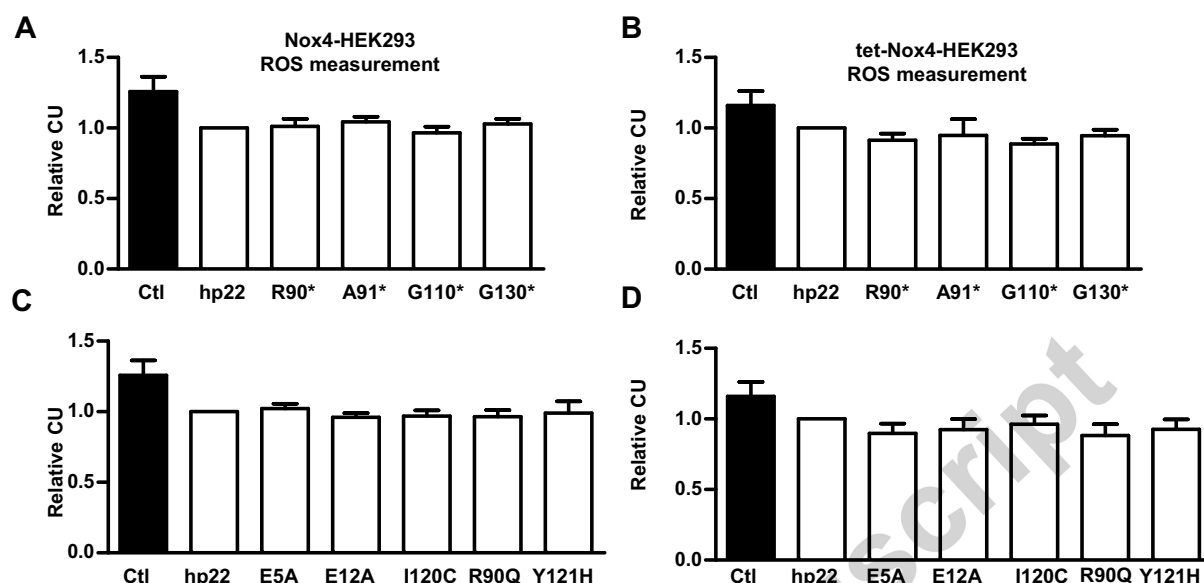 A
Nox4-HEK293
ROS measurement
1.5
1.0
0.5
0.0
Relative CU
Ctl hp22 R90* A91* G110* G130*
B
tet-Nox4-HEK293
ROS measurement
1.5
1.0
0.5
0.0
Relative CU
Ctl hp22 R90* A91* G110* G130*
C
1.5
1.0
0.5
0.0
Relative CU
Ctl hp22 E5A E12A I120C R90Q Y121H
D
1.5
1.0
0.5
0.0
Relative CU
Ctl hp22 E5A E12A I120C R90Q Y121H
script